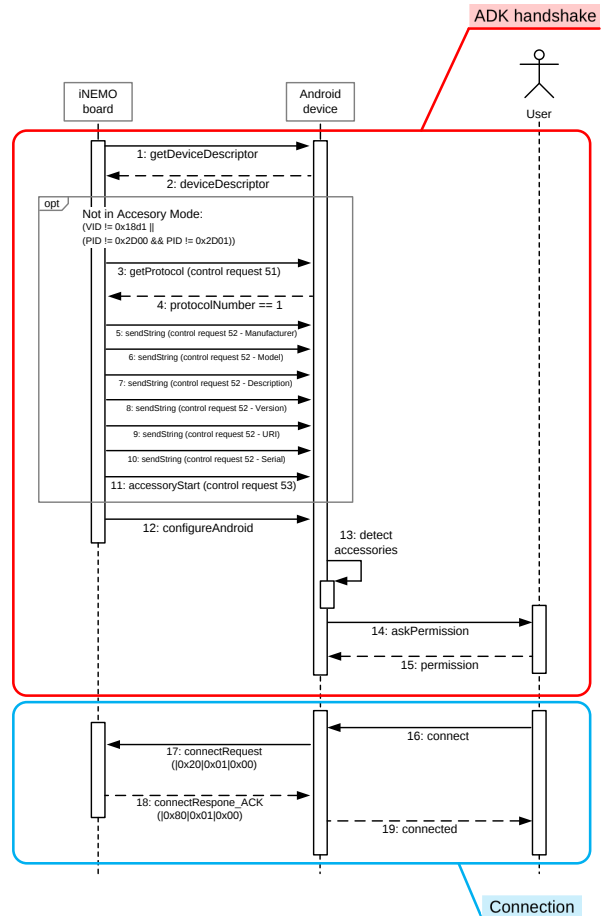 ADK handshake
iNEMO
board
Android
device
User
1: getDeviceDescriptor
2: deviceDescriptor
opt
Not in Accesory Mode:
(VID != 0x18d1 ||
(PID != 0x2D00 && PID != 0x2D01))
3: getProtocol (control request 51)
4: protocolNumber == 1
5: sendString (control request 52 - Manufacturer)
6: sendString (control request 52 - Model)
7: sendString (control request 52 - Description)
8: sendString (control request 52 - Version)
9: sendString (control request 52 - URI)
10: sendString (control request 52 - Serial)
11: accessoryStart (control request 53)
12: configureAndroid
13: detect
accessories
14: askPermission
15: permission
16: connect
17: connectRequest
(|0x20|0x01|0x00)
18: connectRespone_ACK
(|0x80|0x01|0x00)
19: connected
Connection